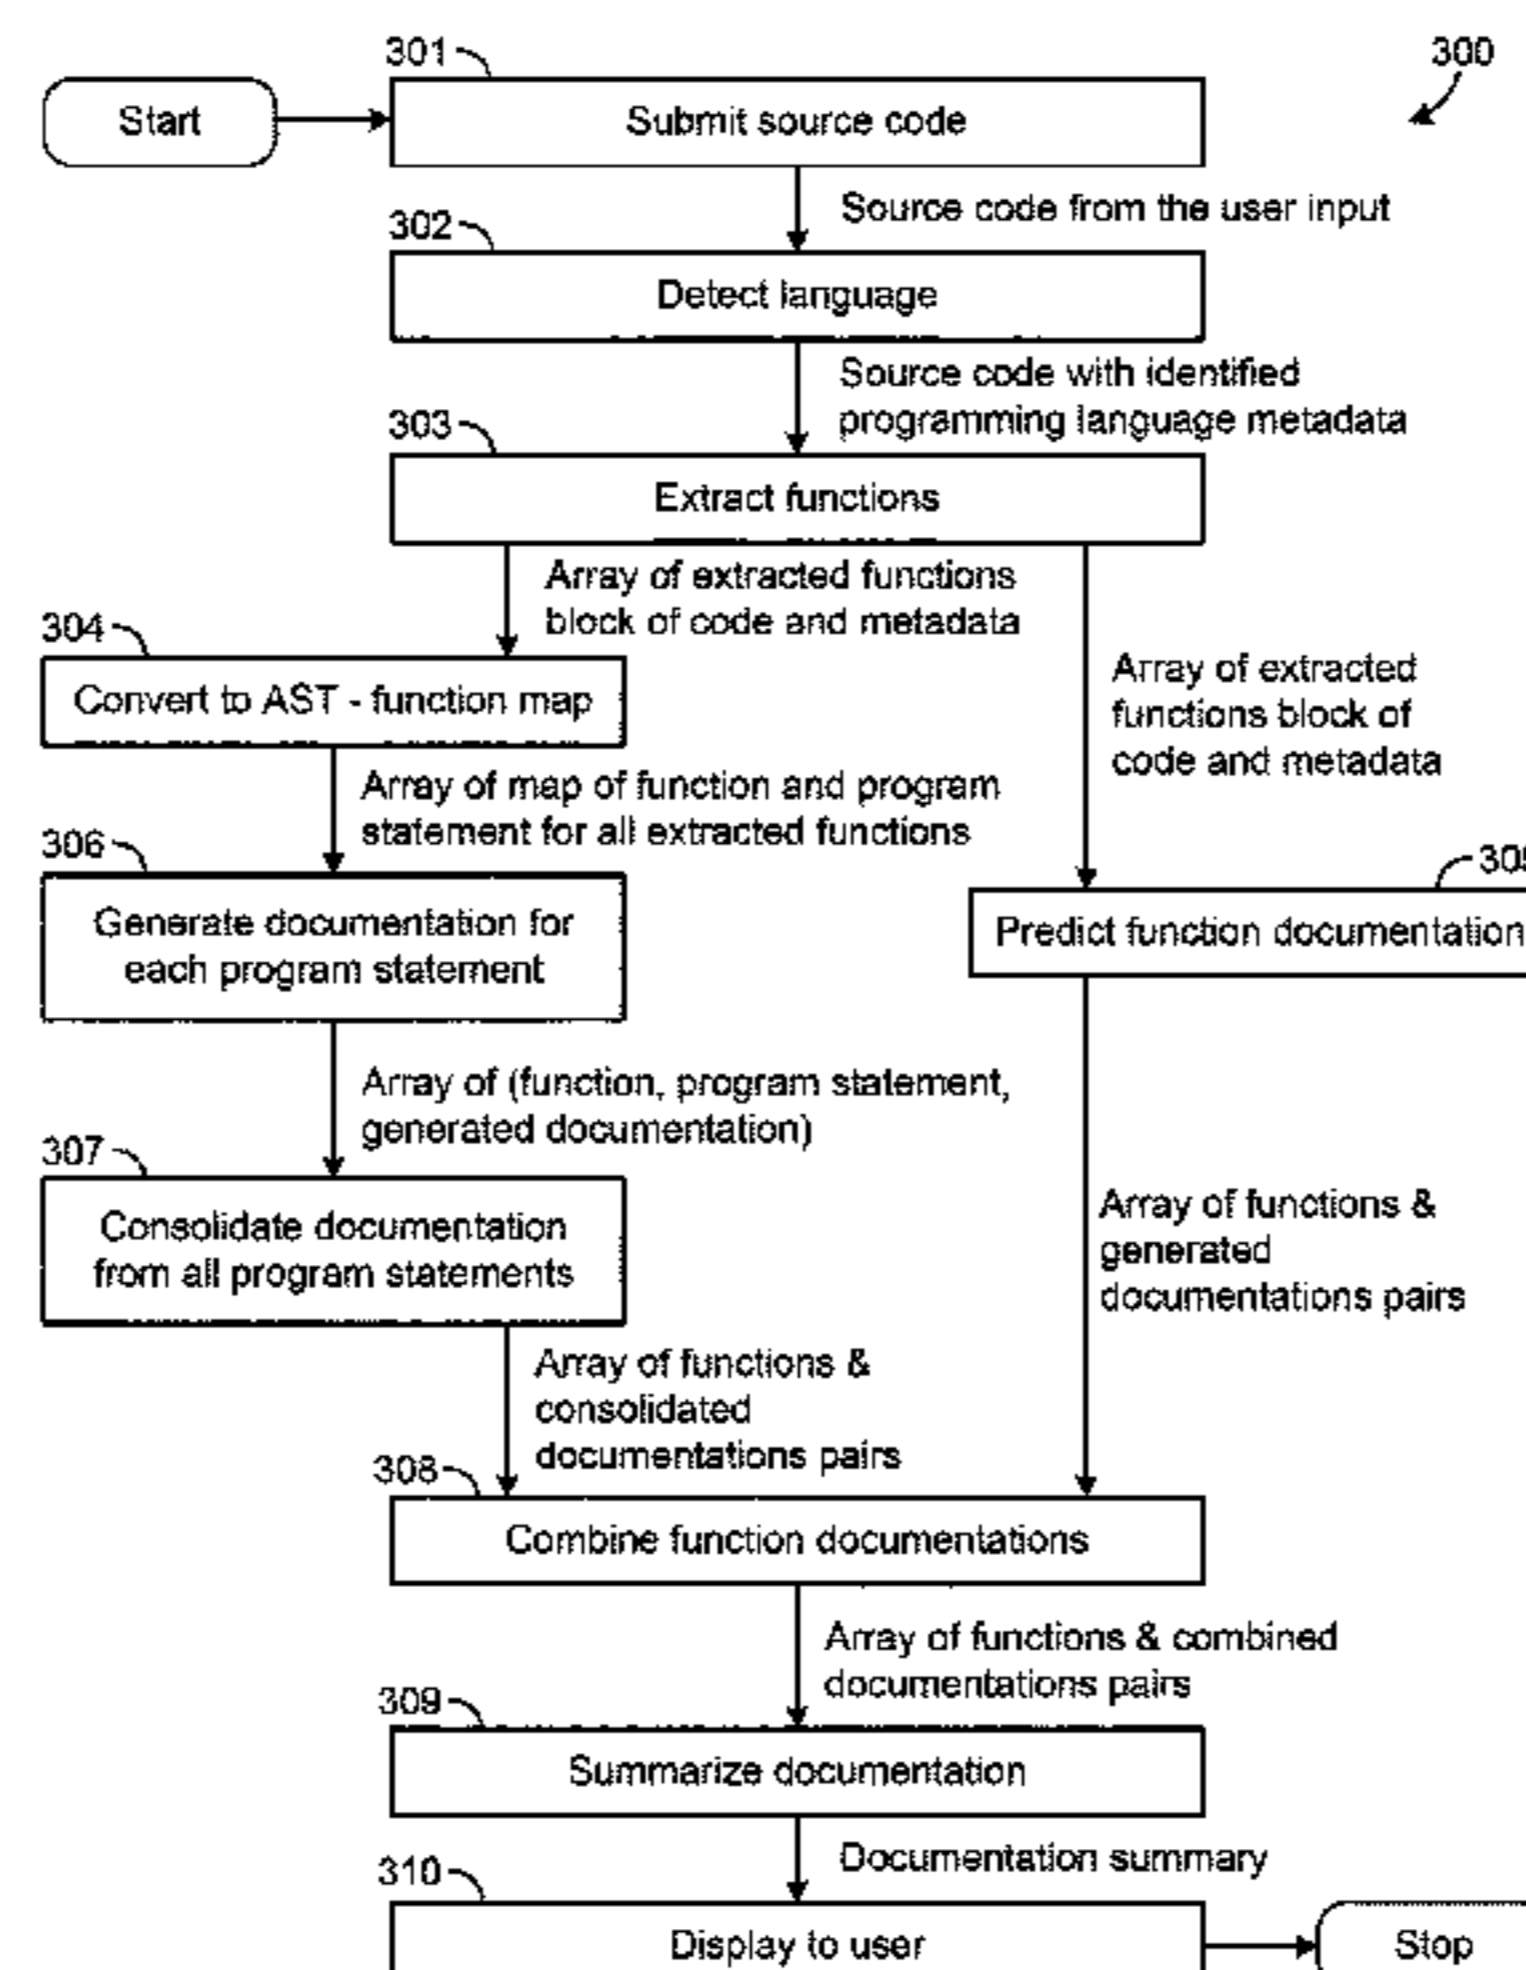 301
300
Start
Submit source code
Source code from the user input
302
Detect language
Source code with identified
programming language metadata
303
Extract functions
Array of extracted functions
block of code and metadata
304
Convert to AST - function map
Array of extracted
functions block of
code and metadata
Array of map of function and program
statement for all extracted functions
306
Generate documentation for
each program statement
Predict function documentation
Array of (function, program statement,
generated documentation)
307
Consolidate documentation
from all program statements
Array of functions &
generated
documentations pairs
Array of functions &
consolidated
documentations pairs
308
Combine function documentations
Array of functions & combined
documentations pairs
309
Summarize documentation
Documentation summary
310
Display to user
Stop